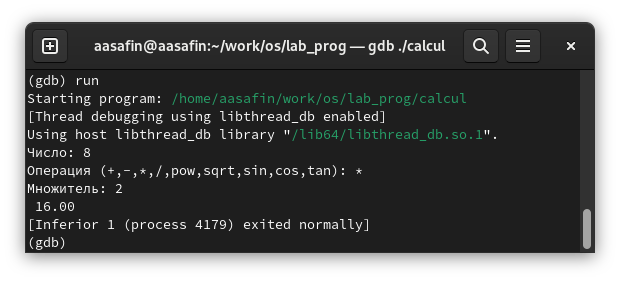 aasafin@aasafin:~/work/os/lab_prog — gdb ./calcul
(gdb) run
Starting program: /home/aasafin/work/os/lab_prog/calcul
[Thread debugging using libthread_db enabled]
Using host libthread_db library "/lib64/libthread_db.so.1".
Число: 8
Операция (+,-,*,/,pow,sqrt,sin,cos,tan): *
Множитель: 2
 16.00
[Inferior 1 (process 4179) exited normally]
(gdb)